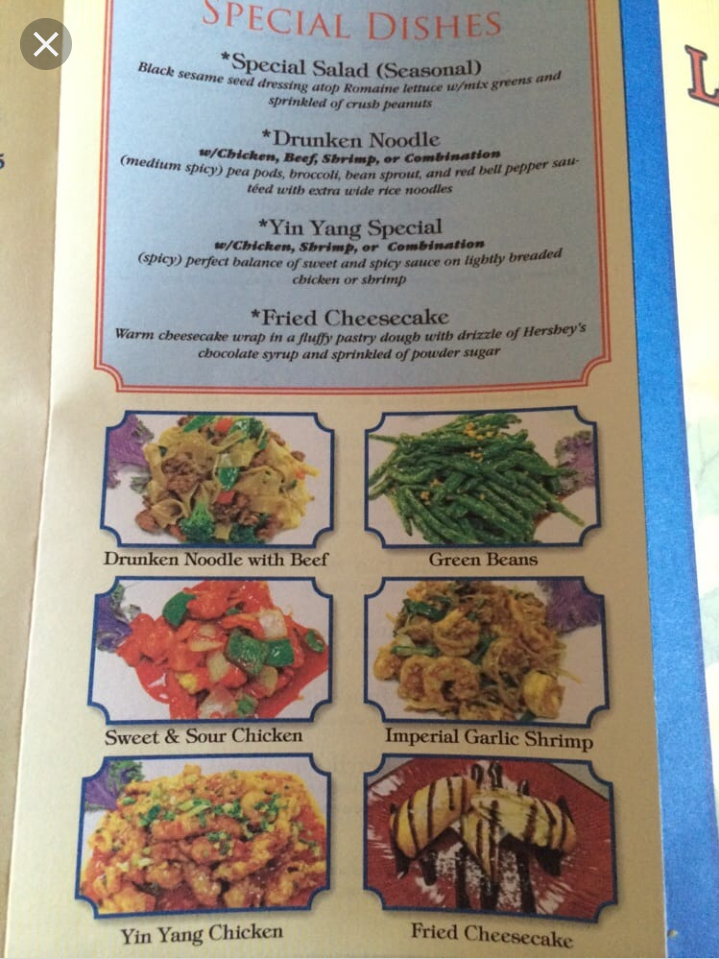 SPECIAL DISHES
*Special Salad (Seasonal)
Black sesame seed dressing atop Romaine lettuce w/mix greens and
sprinkled of crush peanuts
*Drunken Noodle
w/Chicken, Beef, Shrimp, or Combination
(medium spicy) pea pods, broccoli, bean sprout, and red bell pepper sau-
téed with extra wide rice noodles
*Yin Yang Special
w/Chicken, Shrimp, or Combination
(spicy) perfect balance of sweet and spicy sauce on lightly breaded
chicken or shrimp
*Fried Cheesecake
Warm cheesecake wrap in a fluffy pastry dough with drizzle of Hershey's
chocolate syrup and sprinkled of powder sugar
Drunken Noodle with Beef
Green Beans
Sweet & Sour Chicken
Imperial Garlic Shrimp
Yin Yang Chicken
Fried Cheesecake
L